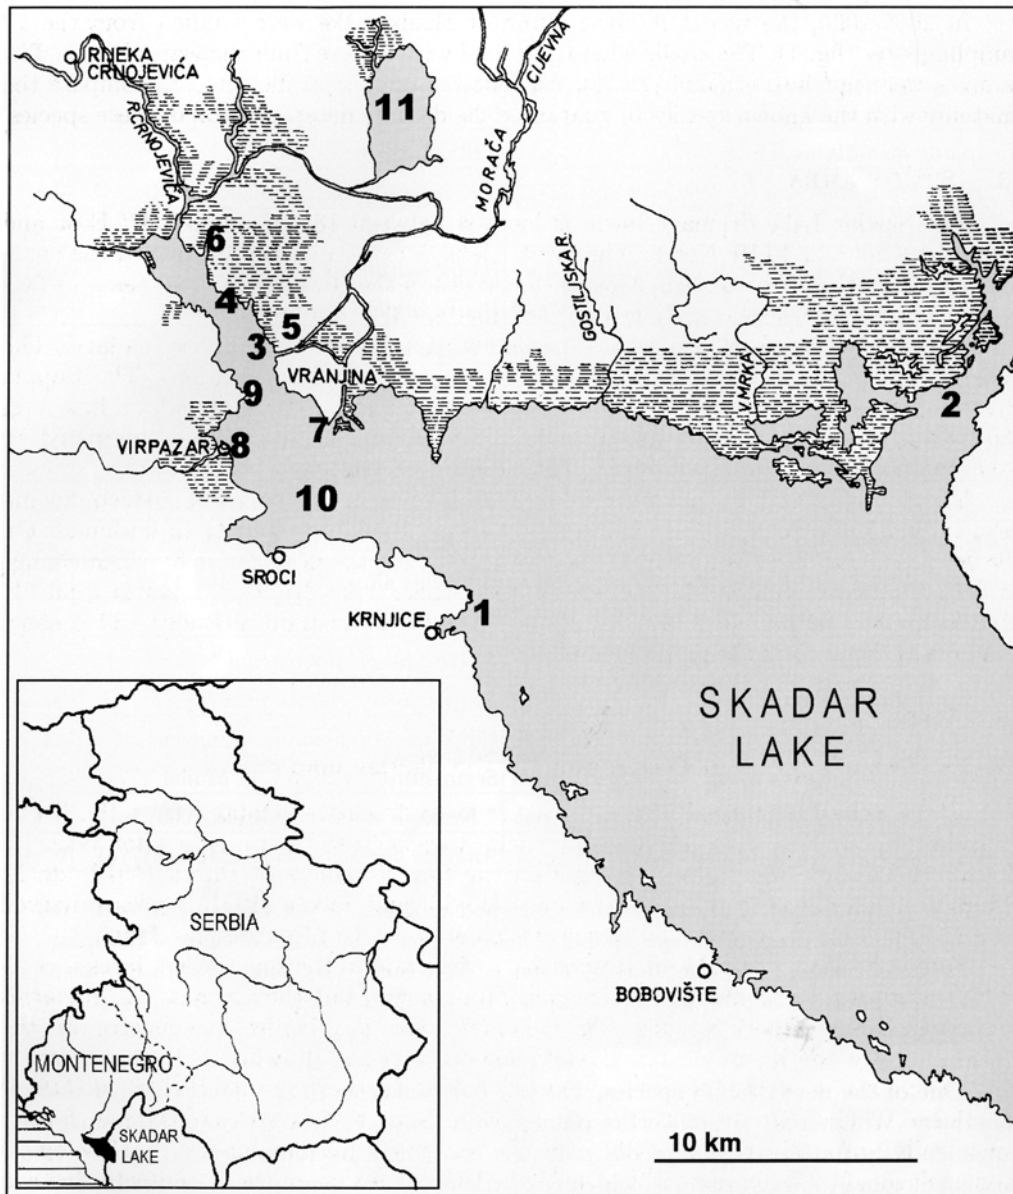 RIJEKA
CRNOJEVIĆA
R.CRNOJEVIĆA
11
CIJEVNA
MORAČA
6
4
5
3
VRANJINA
9
7
VIRPAZAR
8
10
GOSTILJSKAR.
V.MRKA
2
SROCI
1
KRNJICE
SKADAR
LAKE
BOBOVIŠTE
10 km
SERBIA
MONTENEGRO
SKADAR
LAKE